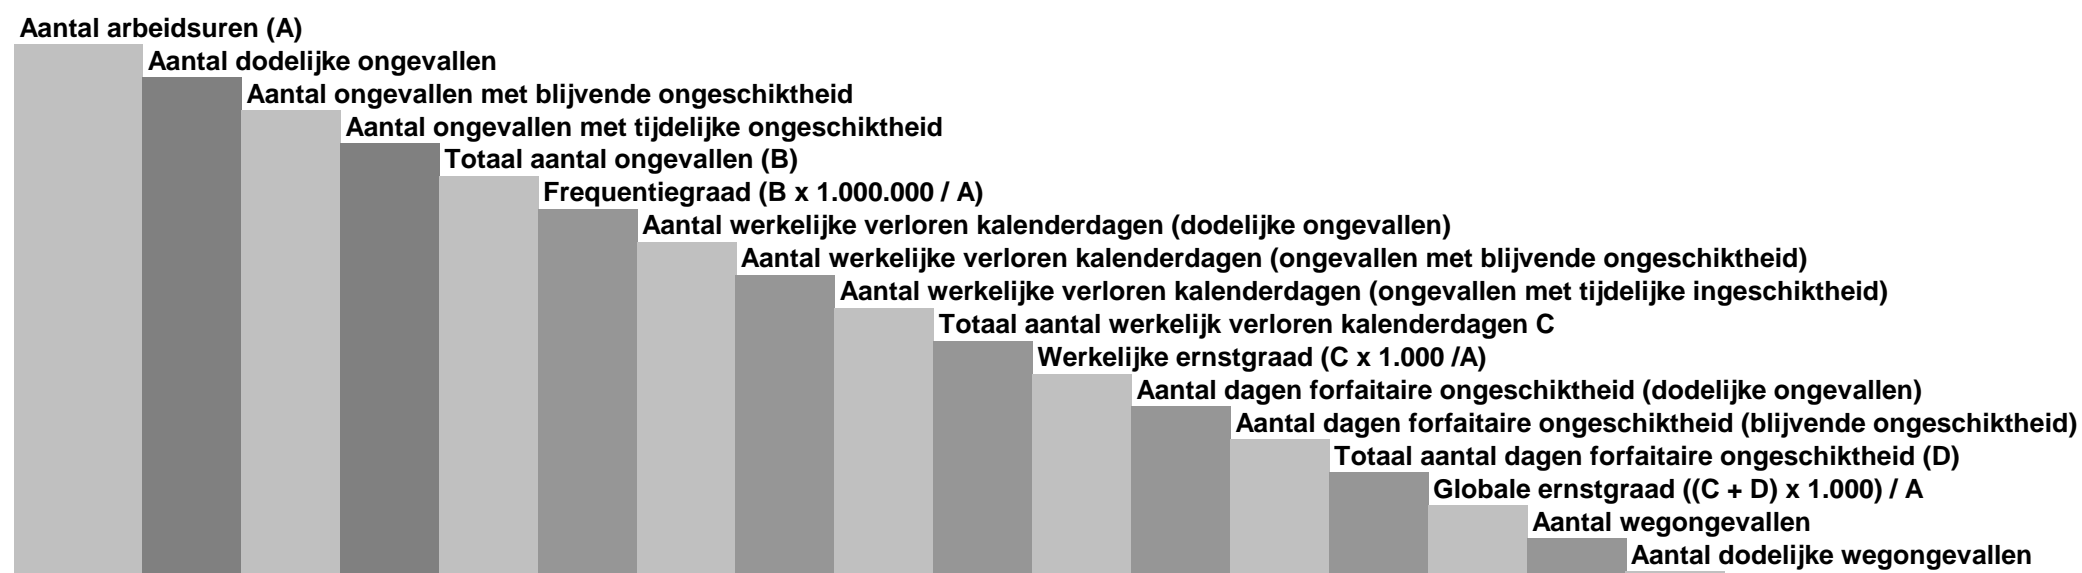 Aantal arbeidsuren (A)
Aantal dodelijke ongevallen
Aantal ongevallen met blijvende ongeschiktheid
Aantal ongevallen met tijdelijke ongeschiktheid
Totaal aantal ongevallen (B)
Frequentiegraad (B x 1.000.000 / A)
Aantal werkelijke verloren kalenderdagen (dodelijke ongevallen)
Aantal werkelijke verloren kalenderdagen (ongevallen met blijvende ongeschiktheid)
Aantal werkelijke verloren kalenderdagen (ongevallen met tijdelijke ingeschiktheid)
Totaal aantal werkelijk verloren kalenderdagen C
Werkelijke ernstgraad (C x 1.000 /A)
Aantal dagen forfaitaire ongeschiktheid (dodelijke ongevallen)
Aantal dagen forfaitaire ongeschiktheid (blijvende ongeschiktheid)
Totaal aantal dagen forfaitaire ongeschiktheid (D)
Globale ernstgraad ((C + D) x 1.000) / A
Aantal wegongevallen
Aantal dodelijke wegongevallen